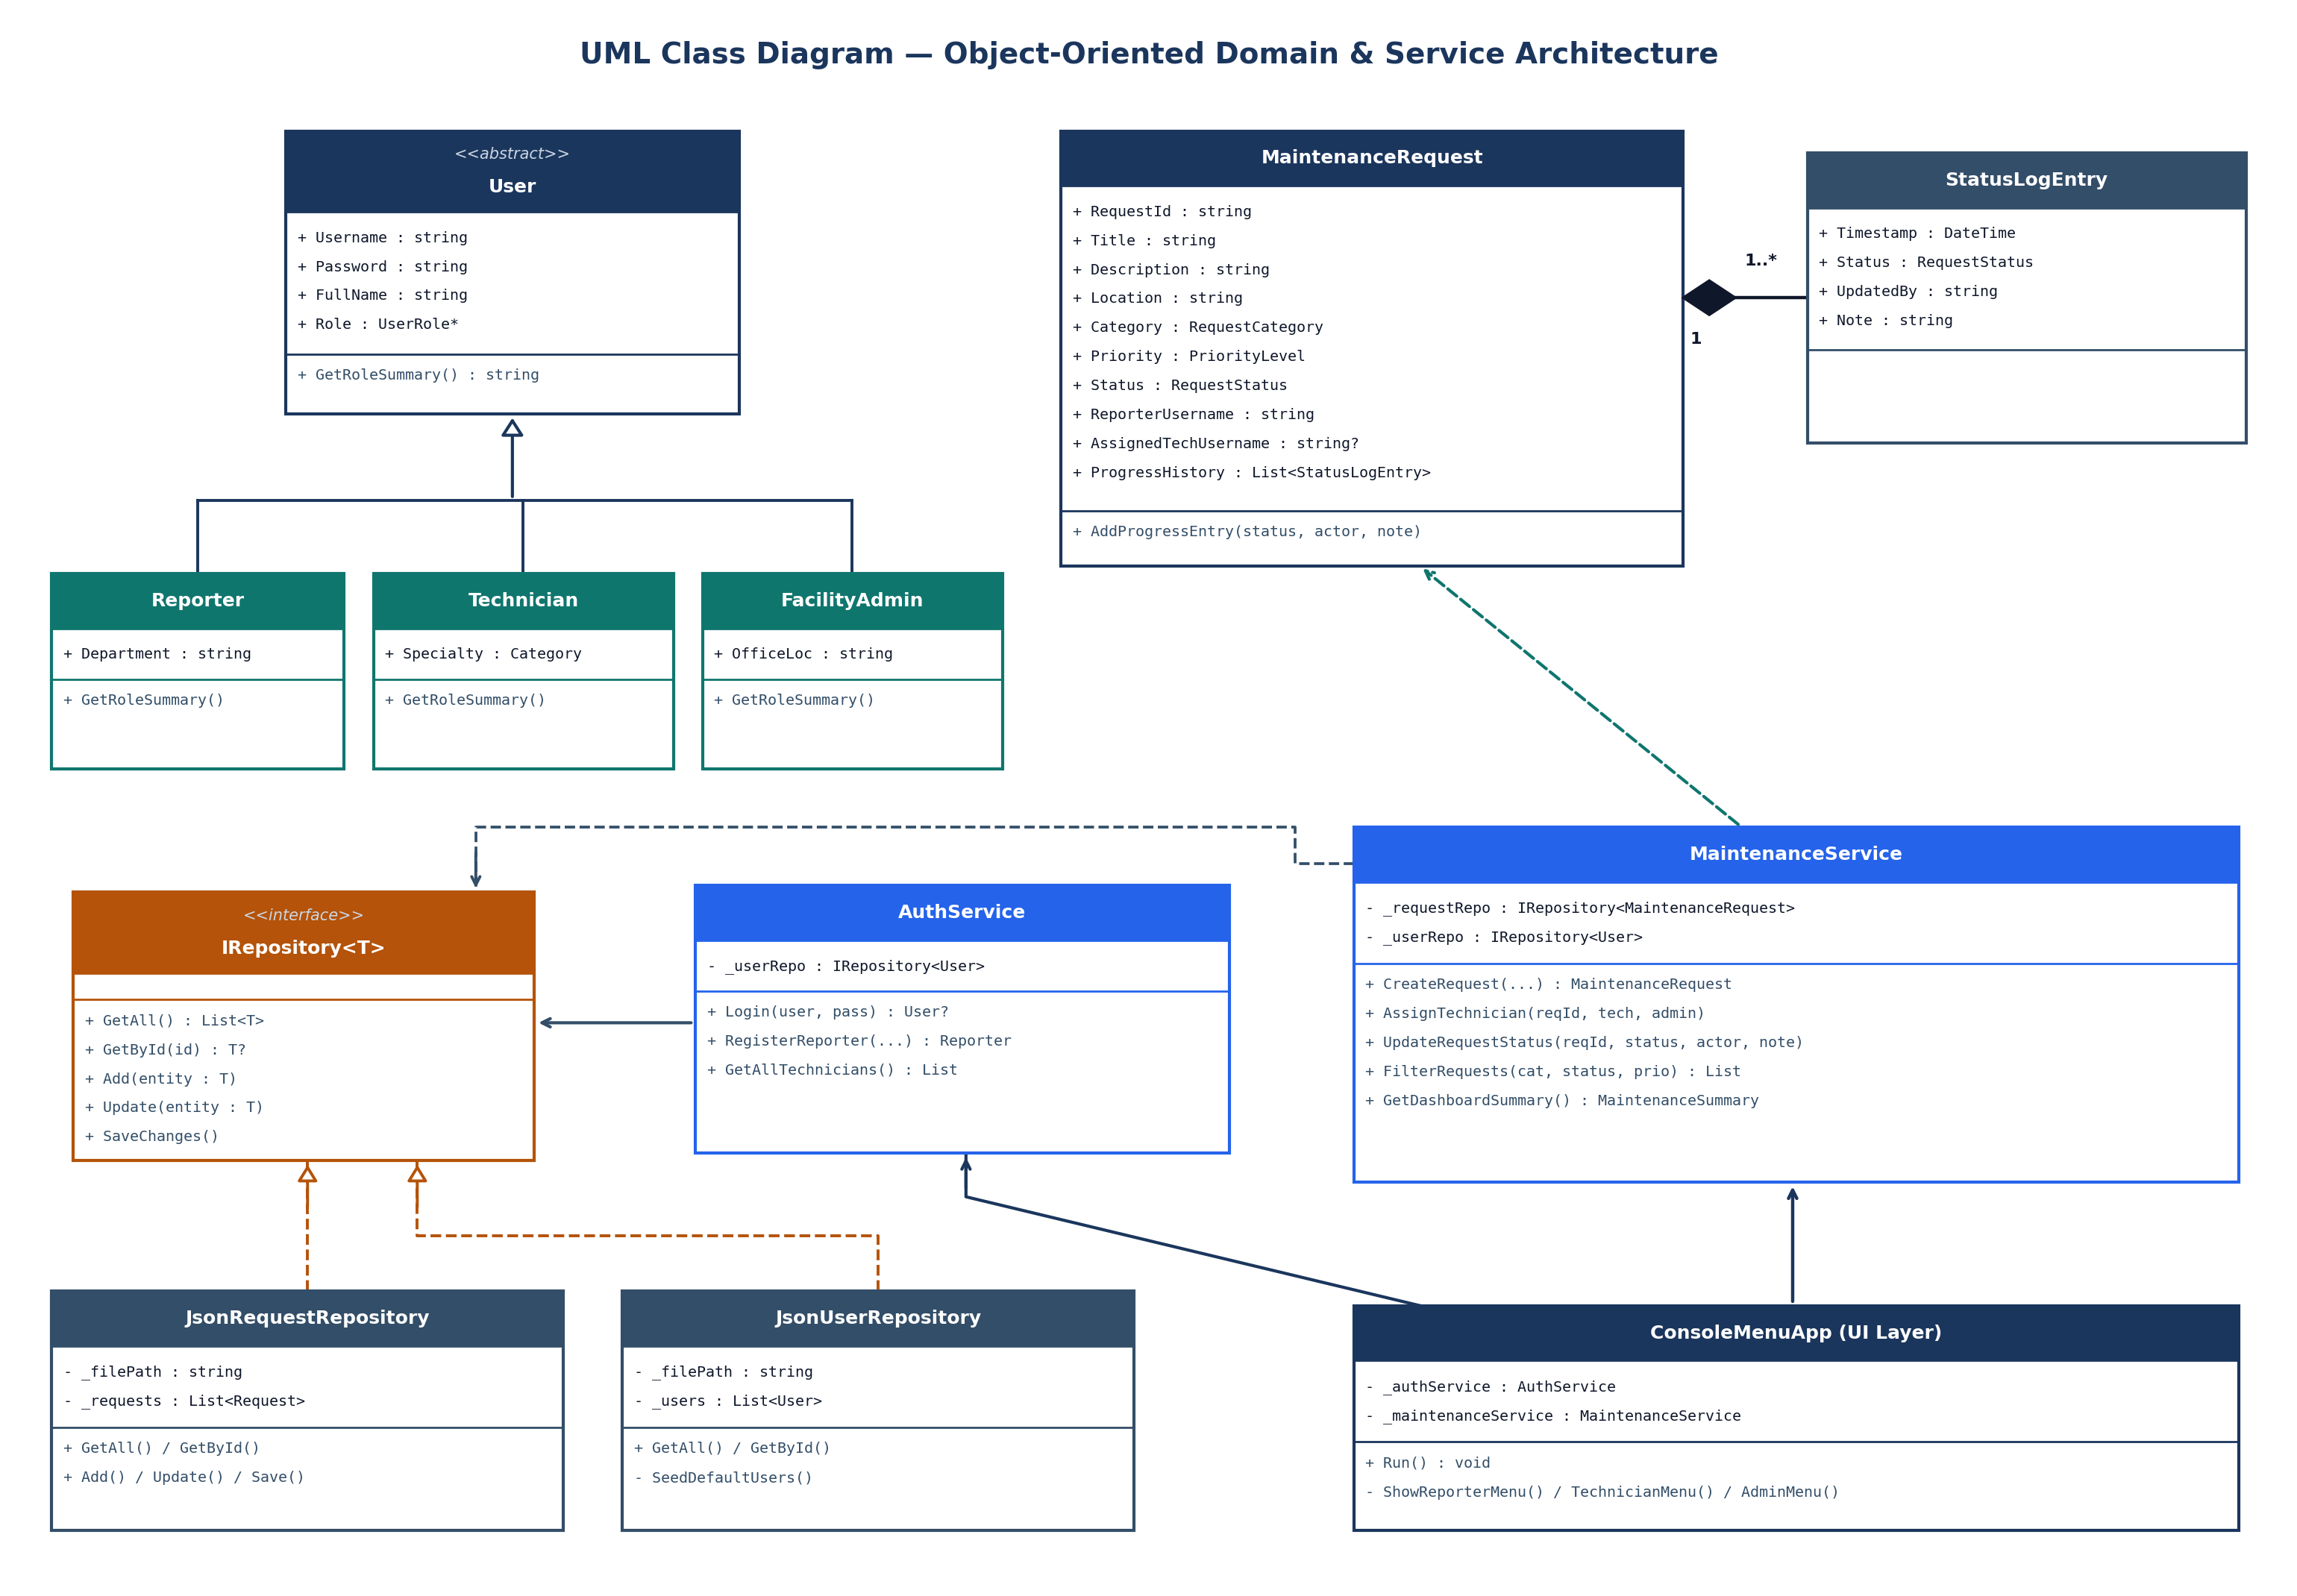 UML Class Diagram — Object-Oriented Domain & Service Architecture
<<abstract>>
User
+ Username : string
+ Password : string
+ FullName : string
+ Role : UserRole*
+ GetRoleSummary() : string
MaintenanceRequest
+ RequestId : string
+ Title : string
+ Description : string
+ Location : string
+ Category : RequestCategory
+ Priority : PriorityLevel
+ Status : RequestStatus
+ ReporterUsername : string
+ AssignedTechUsername : string?
+ ProgressHistory : List<StatusLogEntry>
+ AddProgressEntry(status, actor, note)
1..*
1
StatusLogEntry
+ Timestamp : DateTime
+ Status : RequestStatus
+ UpdatedBy : string
+ Note : string
Reporter
+ Department : string
+ GetRoleSummary()
Technician
+ Specialty : Category
+ GetRoleSummary()
FacilityAdmin
+ OfficeLoc : string
+ GetRoleSummary()
<<interface>>
IRepository<T>
+ GetAll() : List<T>
+ GetById(id) : T?
+ Add(entity : T)
+ Update(entity : T)
+ SaveChanges()
AuthService
- _userRepo : IRepository<User>
+ Login(user, pass) : User?
+ RegisterReporter(...) : Reporter
+ GetAllTechnicians() : List
MaintenanceService
- _requestRepo : IRepository<MaintenanceRequest>
- _userRepo : IRepository<User>
+ CreateRequest(...) : MaintenanceRequest
+ AssignTechnician(reqId, tech, admin)
+ UpdateRequestStatus(reqId, status, actor, note)
+ FilterRequests(cat, status, prio) : List
+ GetDashboardSummary() : MaintenanceSummary
JsonRequestRepository
- _filePath : string
- _requests : List<Request>
+ GetAll() / GetById()
+ Add() / Update() / Save()
JsonUserRepository
- _filePath : string
- _users : List<User>
+ GetAll() / GetById()
- SeedDefaultUsers()
ConsoleMenuApp (UI Layer)
- _authService : AuthService
- _maintenanceService : MaintenanceService
+ Run() : void
- ShowReporterMenu() / TechnicianMenu() / AdminMenu()